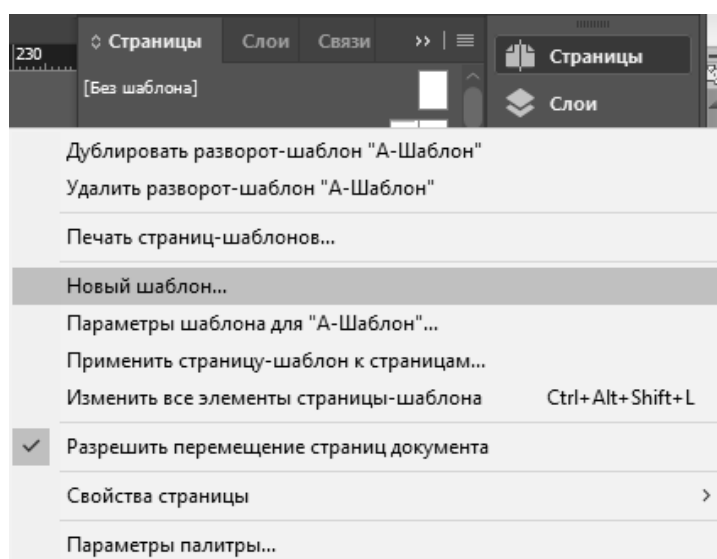 230
Страницы Слои Связи
Страницы
[Без шаблона]
Слои
Дублировать разворот-шаблон "А-Шаблон"
Удалить разворот-шаблон "А-Шаблон"
Печать страниц-шаблонов...
Новый шаблон...
Параметры шаблона для "А-Шаблон"...
Применить страницу-шаблон к страницам...
Изменить все элементы страницы-шаблона Ctrl+Alt+Shift+L
Разрешить перемещение страниц документа
Свойства страницы
Параметры палитры...